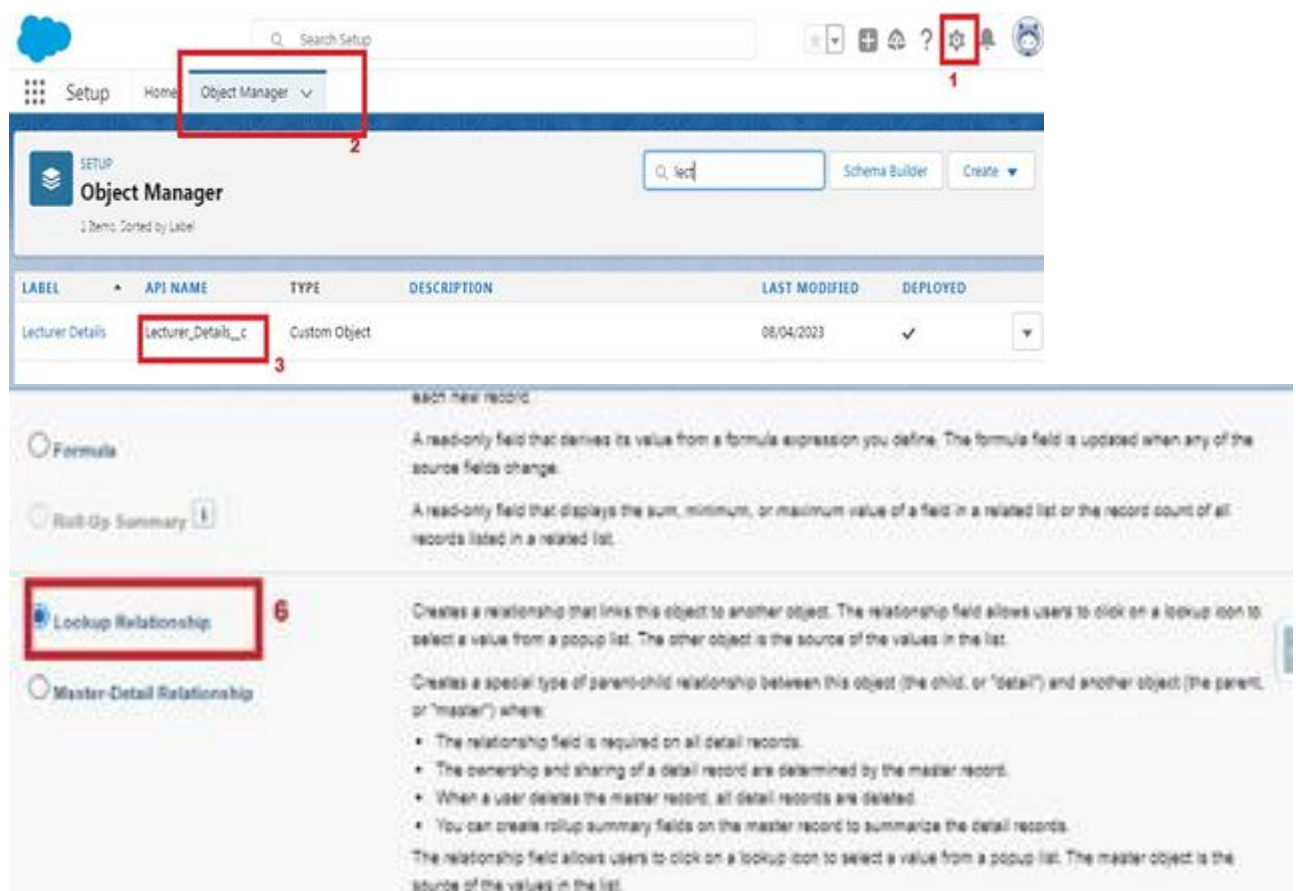 Search Setup
1
Setup Home Object Manager
2
SETUP
Object Manager
lect
Schema Builder
Create
Items Sorted by Label
LABEL API NAME TYPE DESCRIPTION LAST MODIFIED DEPLOYED
Lecturer Details Lecturer_Details__c Custom Object 08/04/2023
3
each new record.
Formula
A read-only field that derives its value from a formula expression you define. The formula field is updated when any of the
source fields change.
Roll-Up Summary
A read-only field that displays the sum, minimum, or maximum value of a field in a related list or the record count of all
records listed in a related list.
Lookup Relationship 6
Creates a relationship that links this object to another object. The relationship field allows users to click on a lookup icon to
select a value from a popup list. The other object is the source of the values in the list.
Master-Detail Relationship
Creates a special type of parent-child relationship between this object (the child, or "detail") and another object (the parent,
or "master") where:
• The relationship field is required on all detail records.
• The ownership and sharing of a detail record are determined by the master record.
• When a user deletes the master record, all detail records are deleted.
• You can create rollup summary fields on the master record to summarize the detail records.
The relationship field allows users to click on a lookup icon to select a value from a popup list. The master object is the
source of the values in the list.